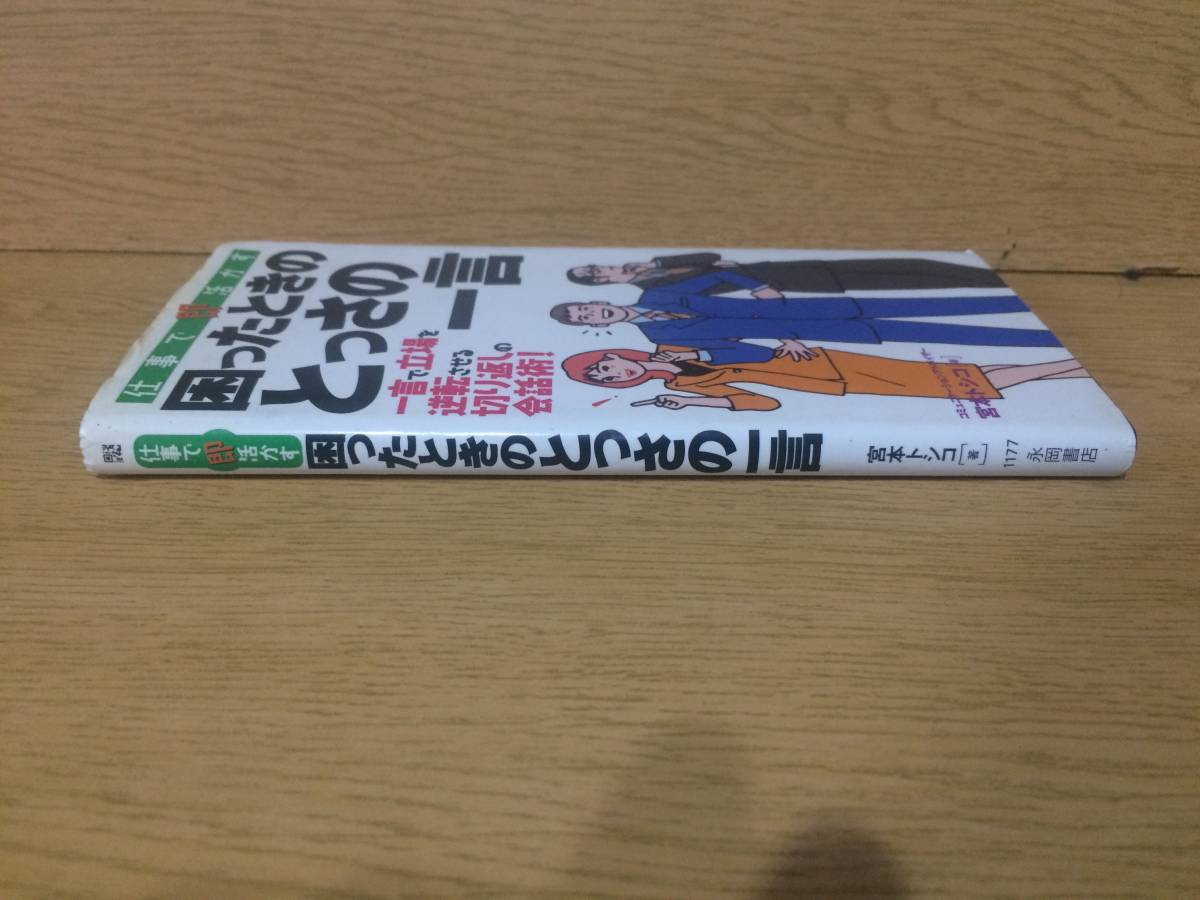 仕事で即活かす
困ったときの
とっさの
一言
一言で立場を
逆転させる
切り返しの
会話術!
宮本トシコ[著]
仕事で即活かす
困ったときのとっさの一言
宮本トシコ[著]
1177
永岡書店